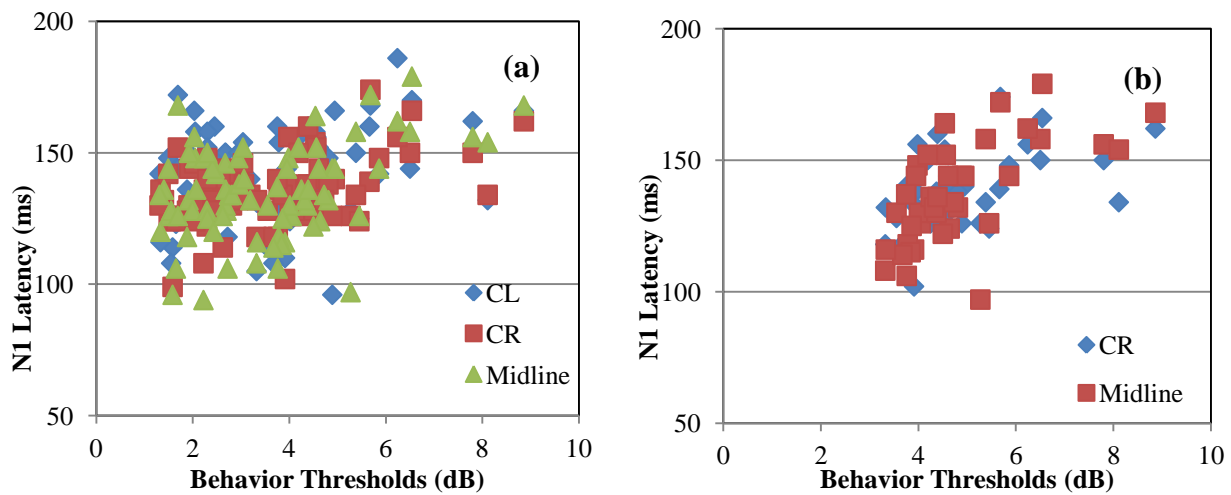 (a)
N1 Latency (ms)
200
150
100
50
0
2
4
6
8
10
Behavior Thresholds (dB)
CL
CR
Midline
(b)
N1 Latency (ms)
200
150
100
50
0
2
4
6
8
10
Behavior Thresholds (dB)
CR
Midline